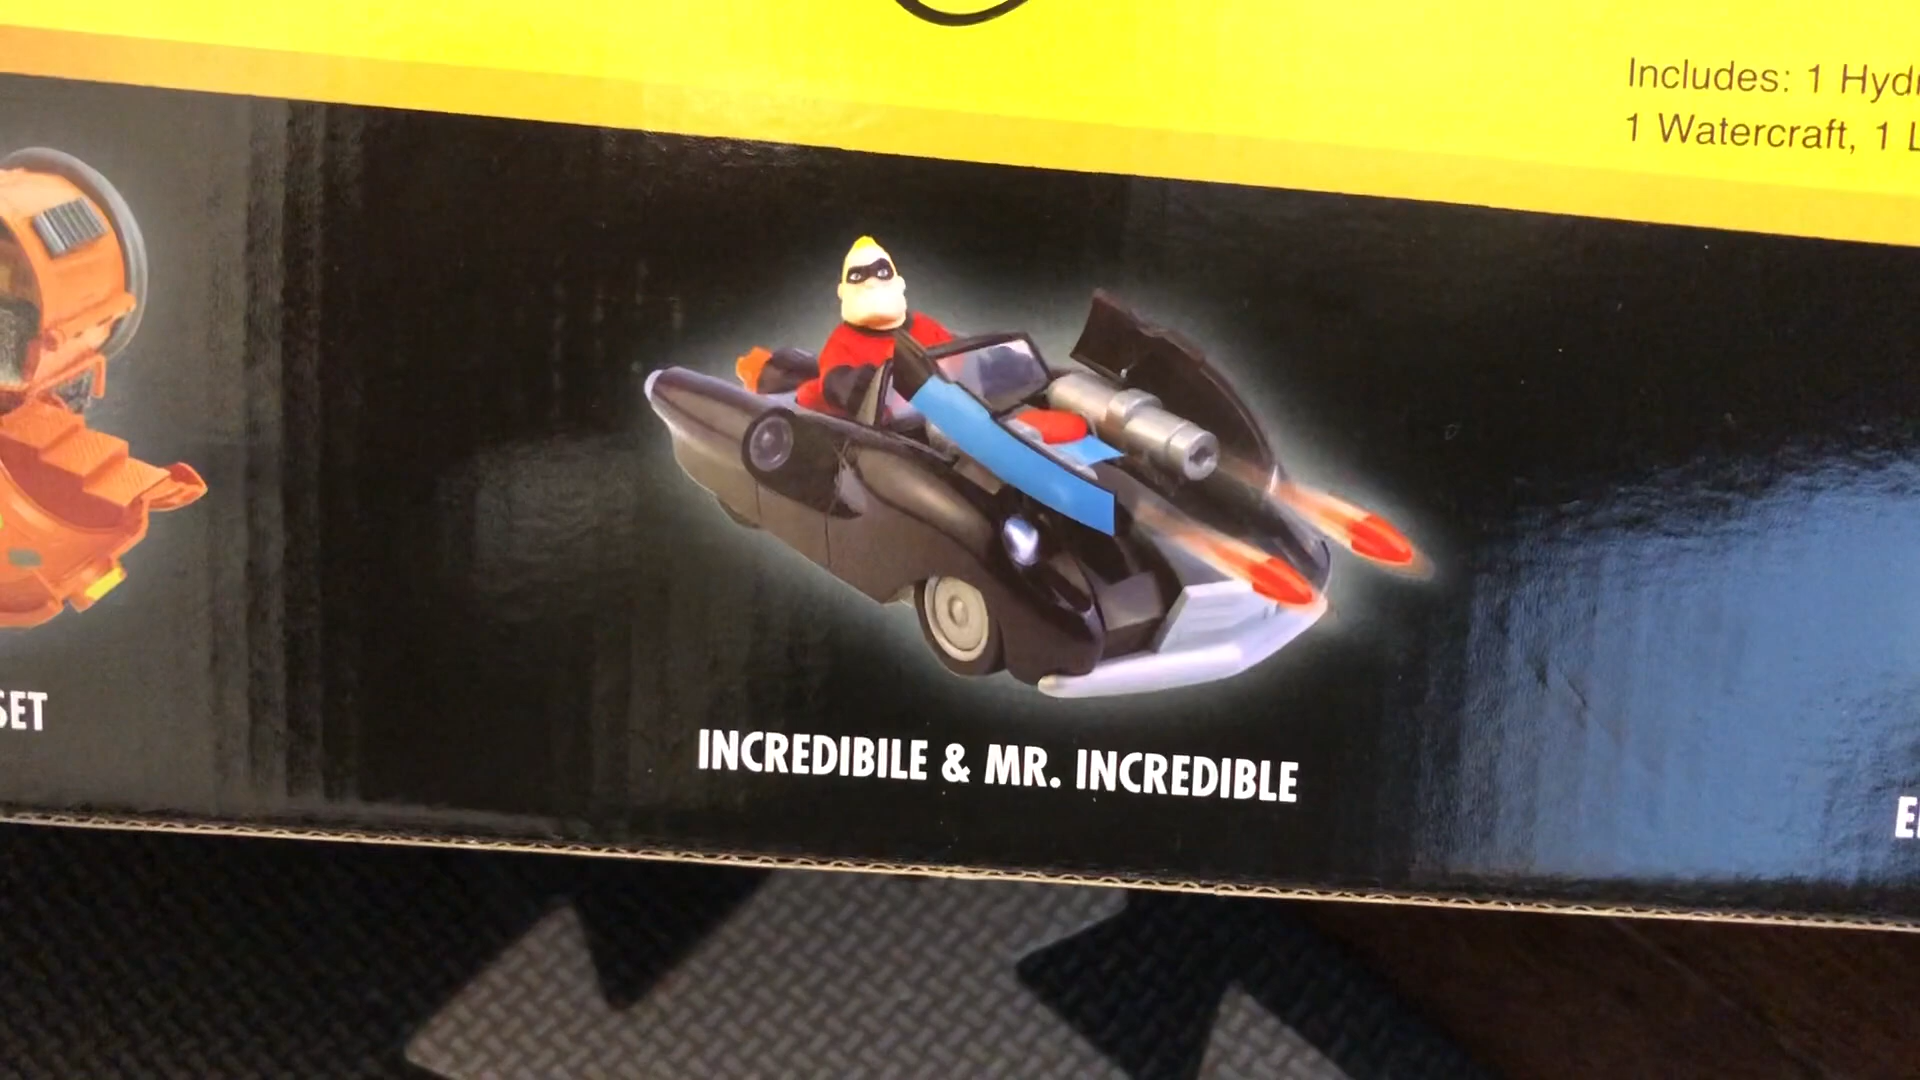 Includes: 1
1 Watercraft, 1
SET
INCREDIBILE & MR. INCREDIBLE